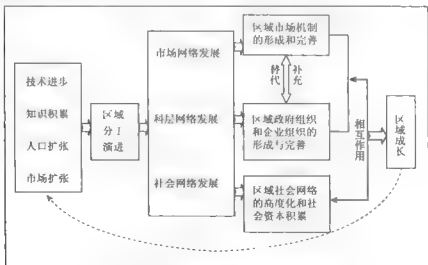 技术进步
知识积累
人口扩张
市场扩张
区域
分工
演进
市场网络发展
科层网络发展
社会网络发展
区域市场机制
的形成和完善
替代
补充
区域政府组织
和企业组织的
形成与完善
区域社会网络
的高度化和社
会资本积累
相互作用
区域成长